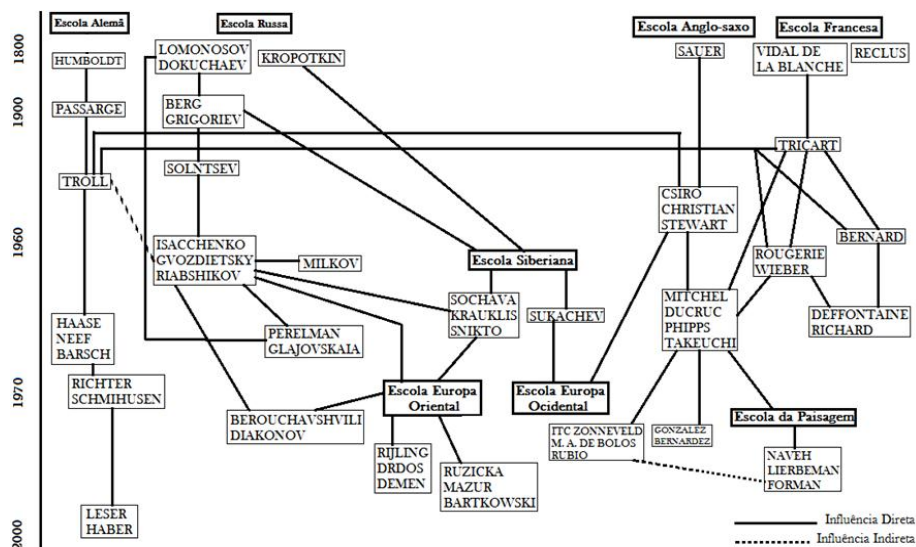 Escola Alemã
Escola Russa
Escola Anglo-saxo
Escola Francesa
1800
1900
1960
1970
2000
HUMBOLDT
LOMONOSOV
DOKUCHAEV
KROPOTKIN
SAUER
VIDAL DE
LA BLANCHE
RECLUS
PASSARGE
BERG
GRIGORIEV
TRICART
TROLL
SOLNTSEV
CSIRO
CHRISTIAN
STEWART
BERNARD
ISACCHENKO
GVOZDIETSKY
RIABSHIKOV
MILKOV
Escola Siberiana
ROUGERIE
WIEBER
SOCHAVA
KRAUKLIS
SNIKTO
SUKACHEV
MITCHEL
DUCRUC
PHIPPS
TAKEUCHI
DEFFONTAINE
RICHARD
HAASE
NEEF
BARSCH
PERELMAN
GLAJOVSKAIA
RICHTER
SCHMIHUSEN
Escola Europa
Oriental
Escola Europa
Ocidental
Escola da Paisagem
BEROUCHAVSHVILI
DIAKONOV
ITC ZONNEVELD
M. A. DE BOLOS
RUBIO
GONZALEZ
BERNARDEZ
RIJLING
DRDOS
DEMEN
RUZICKA
MAZUR
BARTKOWSKI
NAVEH
LIERBEMAN
FORMAN
LESER
HABER
Influência Direta
Influência Indireta